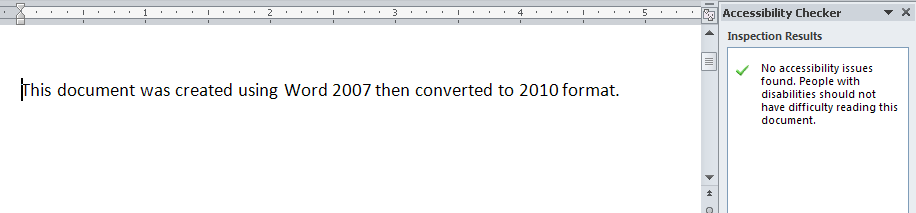 1 2 3 4 5
Accessibility Checker
Inspection Results
No accessibility issues
found. People with
disabilities should not
have difficulty reading this
document.
This document was created using Word 2007 then converted to 2010 format.